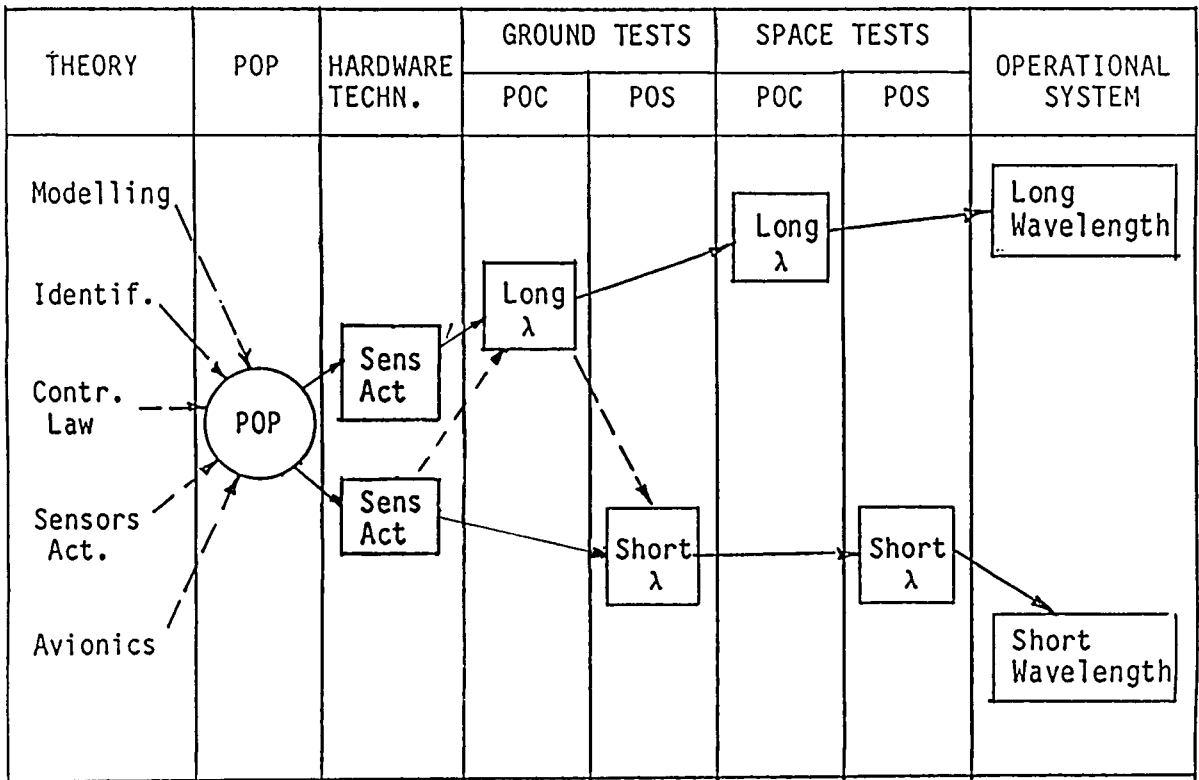 THEORY
POP
HARDWARE
TECHN.
GROUND TESTS
POC
POS
SPACE TESTS
POC
POS
OPERATIONAL
SYSTEM
Modelling
Identif.
Contr.
Law
Sensors
Act.
Avionics
POP
Sens
Act
Sens
Act
Long
λ
Short
λ
Long
λ
Short
λ
Long
Wavelength
Short
Wavelength